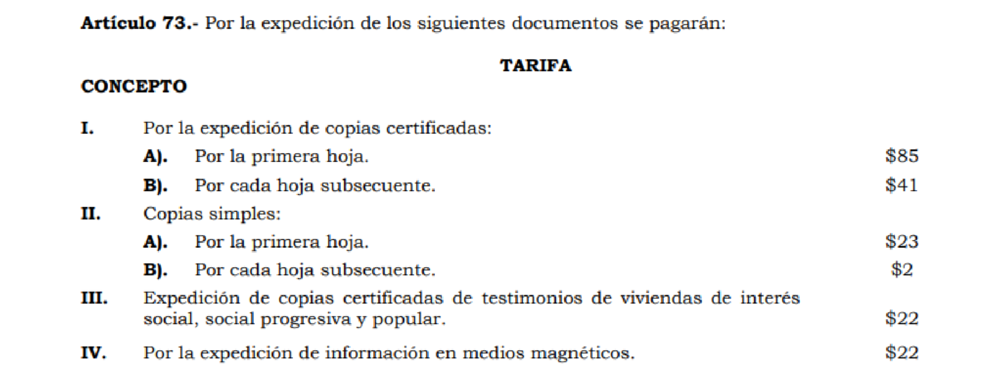 Artículo 73.- Por la expedición de los siguientes documentos se pagarán:
TARIFA
CONCEPTO
I. Por la expedición de copias certificadas:
A). Por la primera hoja. $85
B). Por cada hoja subsecuente. $41
II. Copias simples:
A). Por la primera hoja. $23
B). Por cada hoja subsecuente. $2
III. Expedición de copias certificadas de testimonios de viviendas de interés
social, social progresiva y popular. $22
IV. Por la expedición de información en medios magnéticos. $22